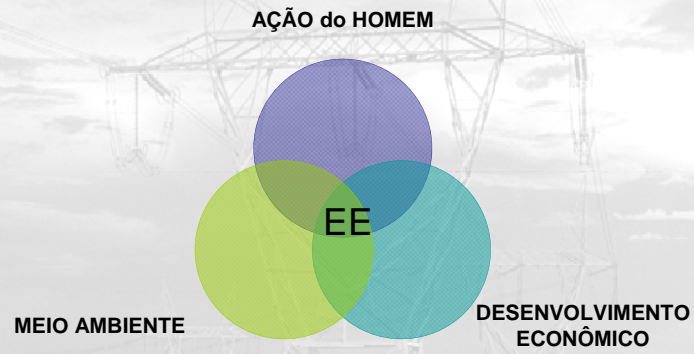 AÇÃO do HOMEM
EE
MEIO AMBIENTE
DESENVOLVIMENTO
ECONÔMICO